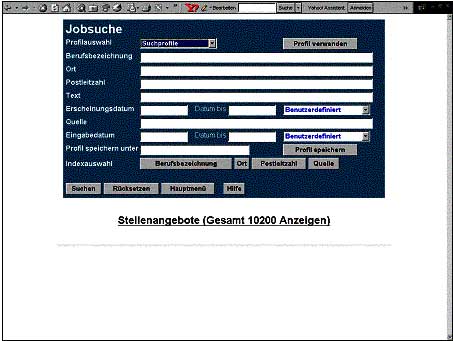 Bearbeiten Suche Yahoo! Assistent Anmelden
Jobsuche
Profilauswahl Suchprofile Profil verwenden
Berufsbezeichnung
Ort
Postleitzahl
Text
Erscheinungsdatum Datum bis Benutzerdefiniert
Quelle
Eingabedatum Datum bis Benutzerdefiniert
Profil speichern unter Profil speichern
Indexauswahl Berufsbezeichnung Ort Postleitzahl Quelle
Suchen Rücksetzen Hauptmenü Hilfe
Stellenangebote (Gesamt 10200 Anzeigen)